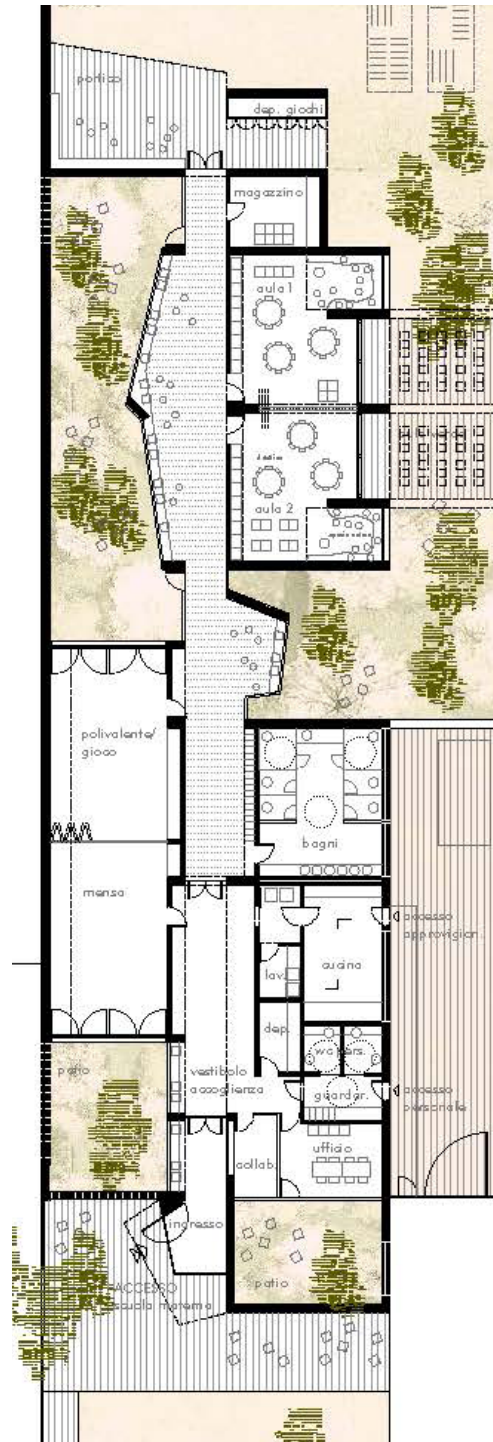 portico
dep. giochi
magazzino
aula 1
aula 2
polivalente/
gioco
bagni
mensa
accesso
approvigion.
cucina
lav.
dep.
wc pers.
patio
vestibolo
accoglienza
guardar.
accesso
personale
ufficio
collab.
ingresso
patio
ACCESSO
scuola materna